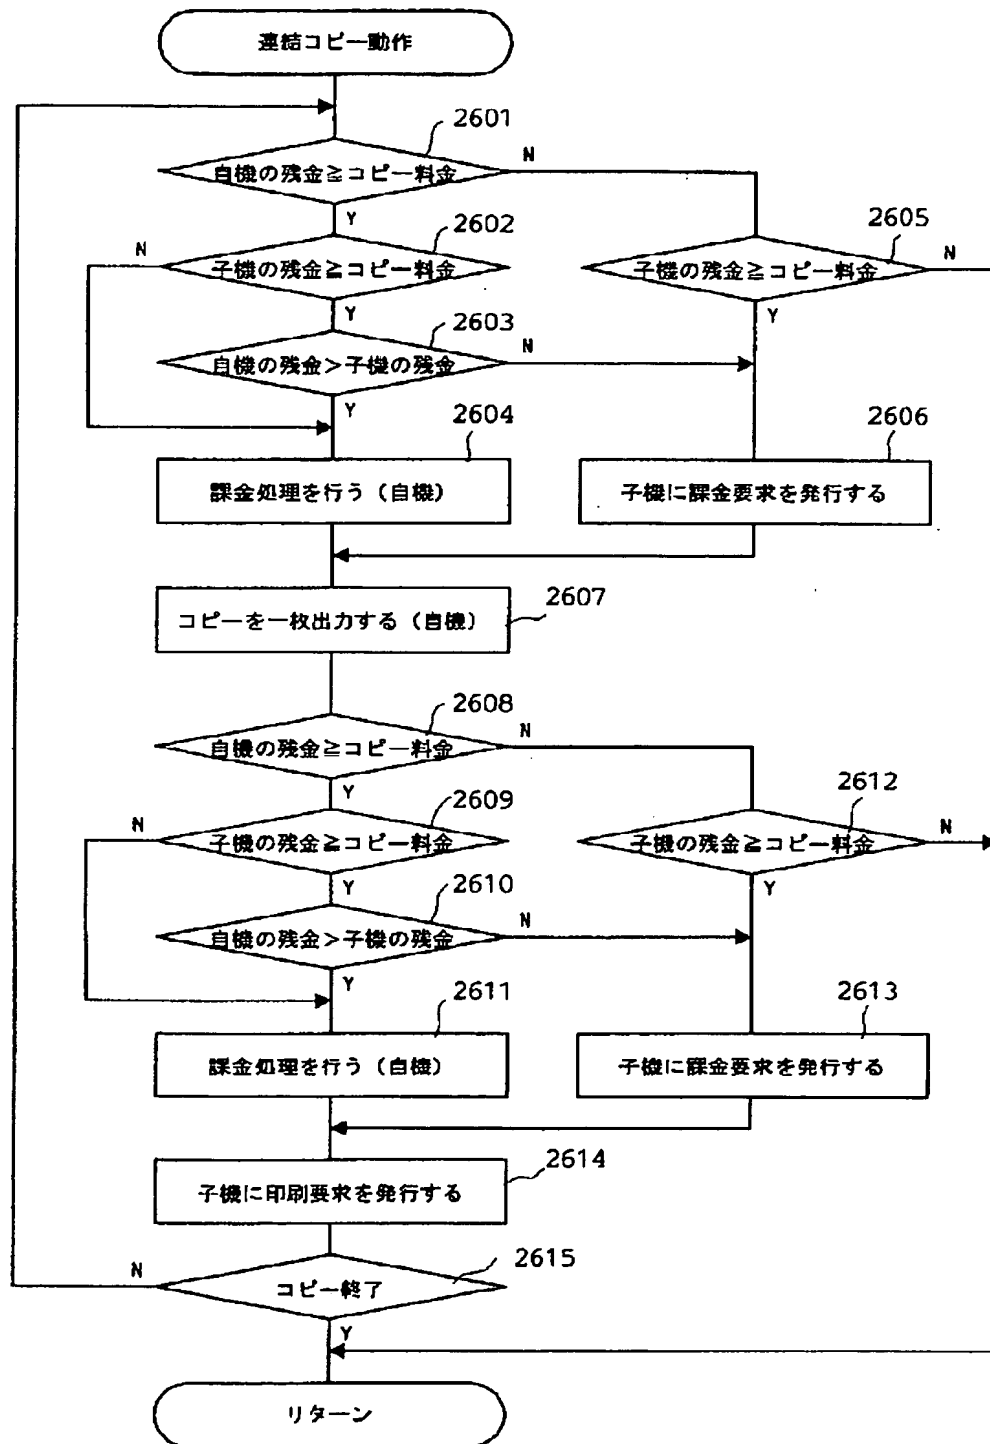 連結コピー動作
2601
自機の残金≧コピー料金
N
Y
2602
子機の残金≧コピー料金
N
Y
2605
子機の残金≧コピー料金
N
Y
2603
自機の残金>子機の残金
N
Y
2604
課金処理を行う(自機)
2606
子機に課金要求を発行する
2607
コピーを一枚出力する(自機)
2608
自機の残金≧コピー料金
N
Y
2609
子機の残金≧コピー料金
N
Y
2612
子機の残金≧コピー料金
N
Y
2610
自機の残金>子機の残金
N
Y
2611
課金処理を行う(自機)
2613
子機に課金要求を発行する
2614
子機に印刷要求を発行する
2615
コピー終了
N
Y
リターン